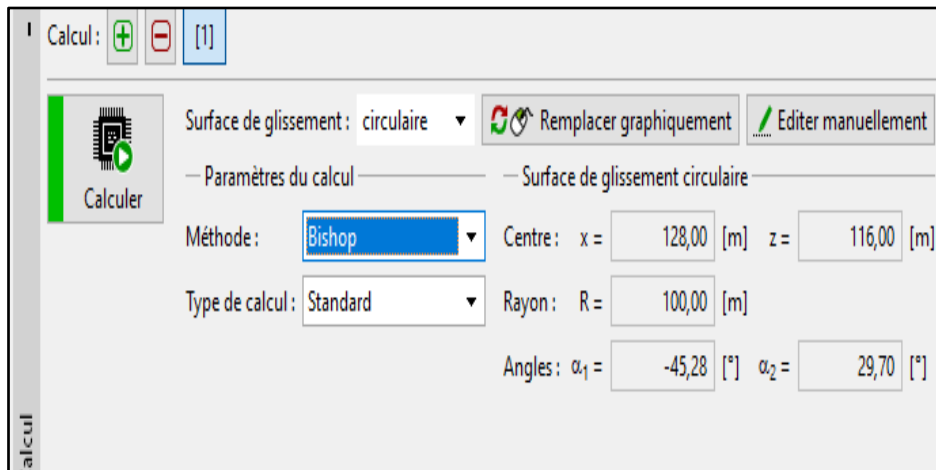 Calcul : [1]
Surface de glissement : circulaire Remplacer graphiquement Editer manuellement
Calculer
Paramètres du calcul Surface de glissement circulaire
Méthode : Bishop Centre : x = 128,00 [m] z = 116,00 [m]
Type de calcul : Standard Rayon : R = 100,00 [m]
Angles : α₁ = -45,28 [°] α₂ = 29,70 [°]
alcul